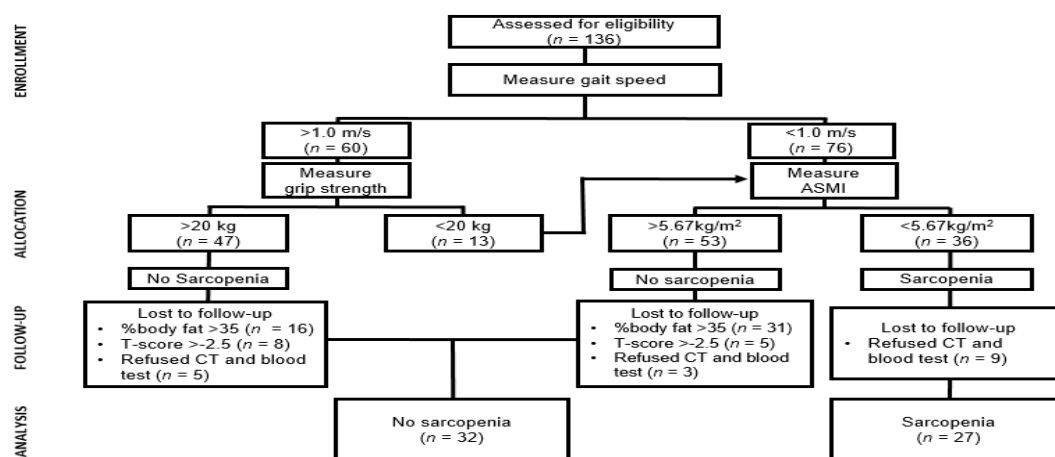 ENROLLMENT
Assessed for eligibility
(n = 136)
Measure gait speed
>1.0 m/s
(n = 60)
<1.0 m/s
(n = 76)
Measure
grip strength
Measure
ASMI
ALLOCATION
>20 kg
(n = 47)
<20 kg
(n = 13)
>5.67kg/m²
(n = 53)
<5.67kg/m²
(n = 36)
No Sarcopenia
No sarcopenia
Sarcopenia
FOLLOW-UP
Lost to follow-up
• %body fat >35 (n = 16)
• T-score >-2.5 (n = 8)
• Refused CT and blood
test (n = 5)
Lost to follow-up
• %body fat >35 (n = 31)
• T-score >-2.5 (n = 5)
• Refused CT and blood
test (n = 3)
Lost to follow-up
• Refused CT and
blood test (n = 9)
ANALYSIS
No sarcopenia
(n = 32)
Sarcopenia
(n = 27)